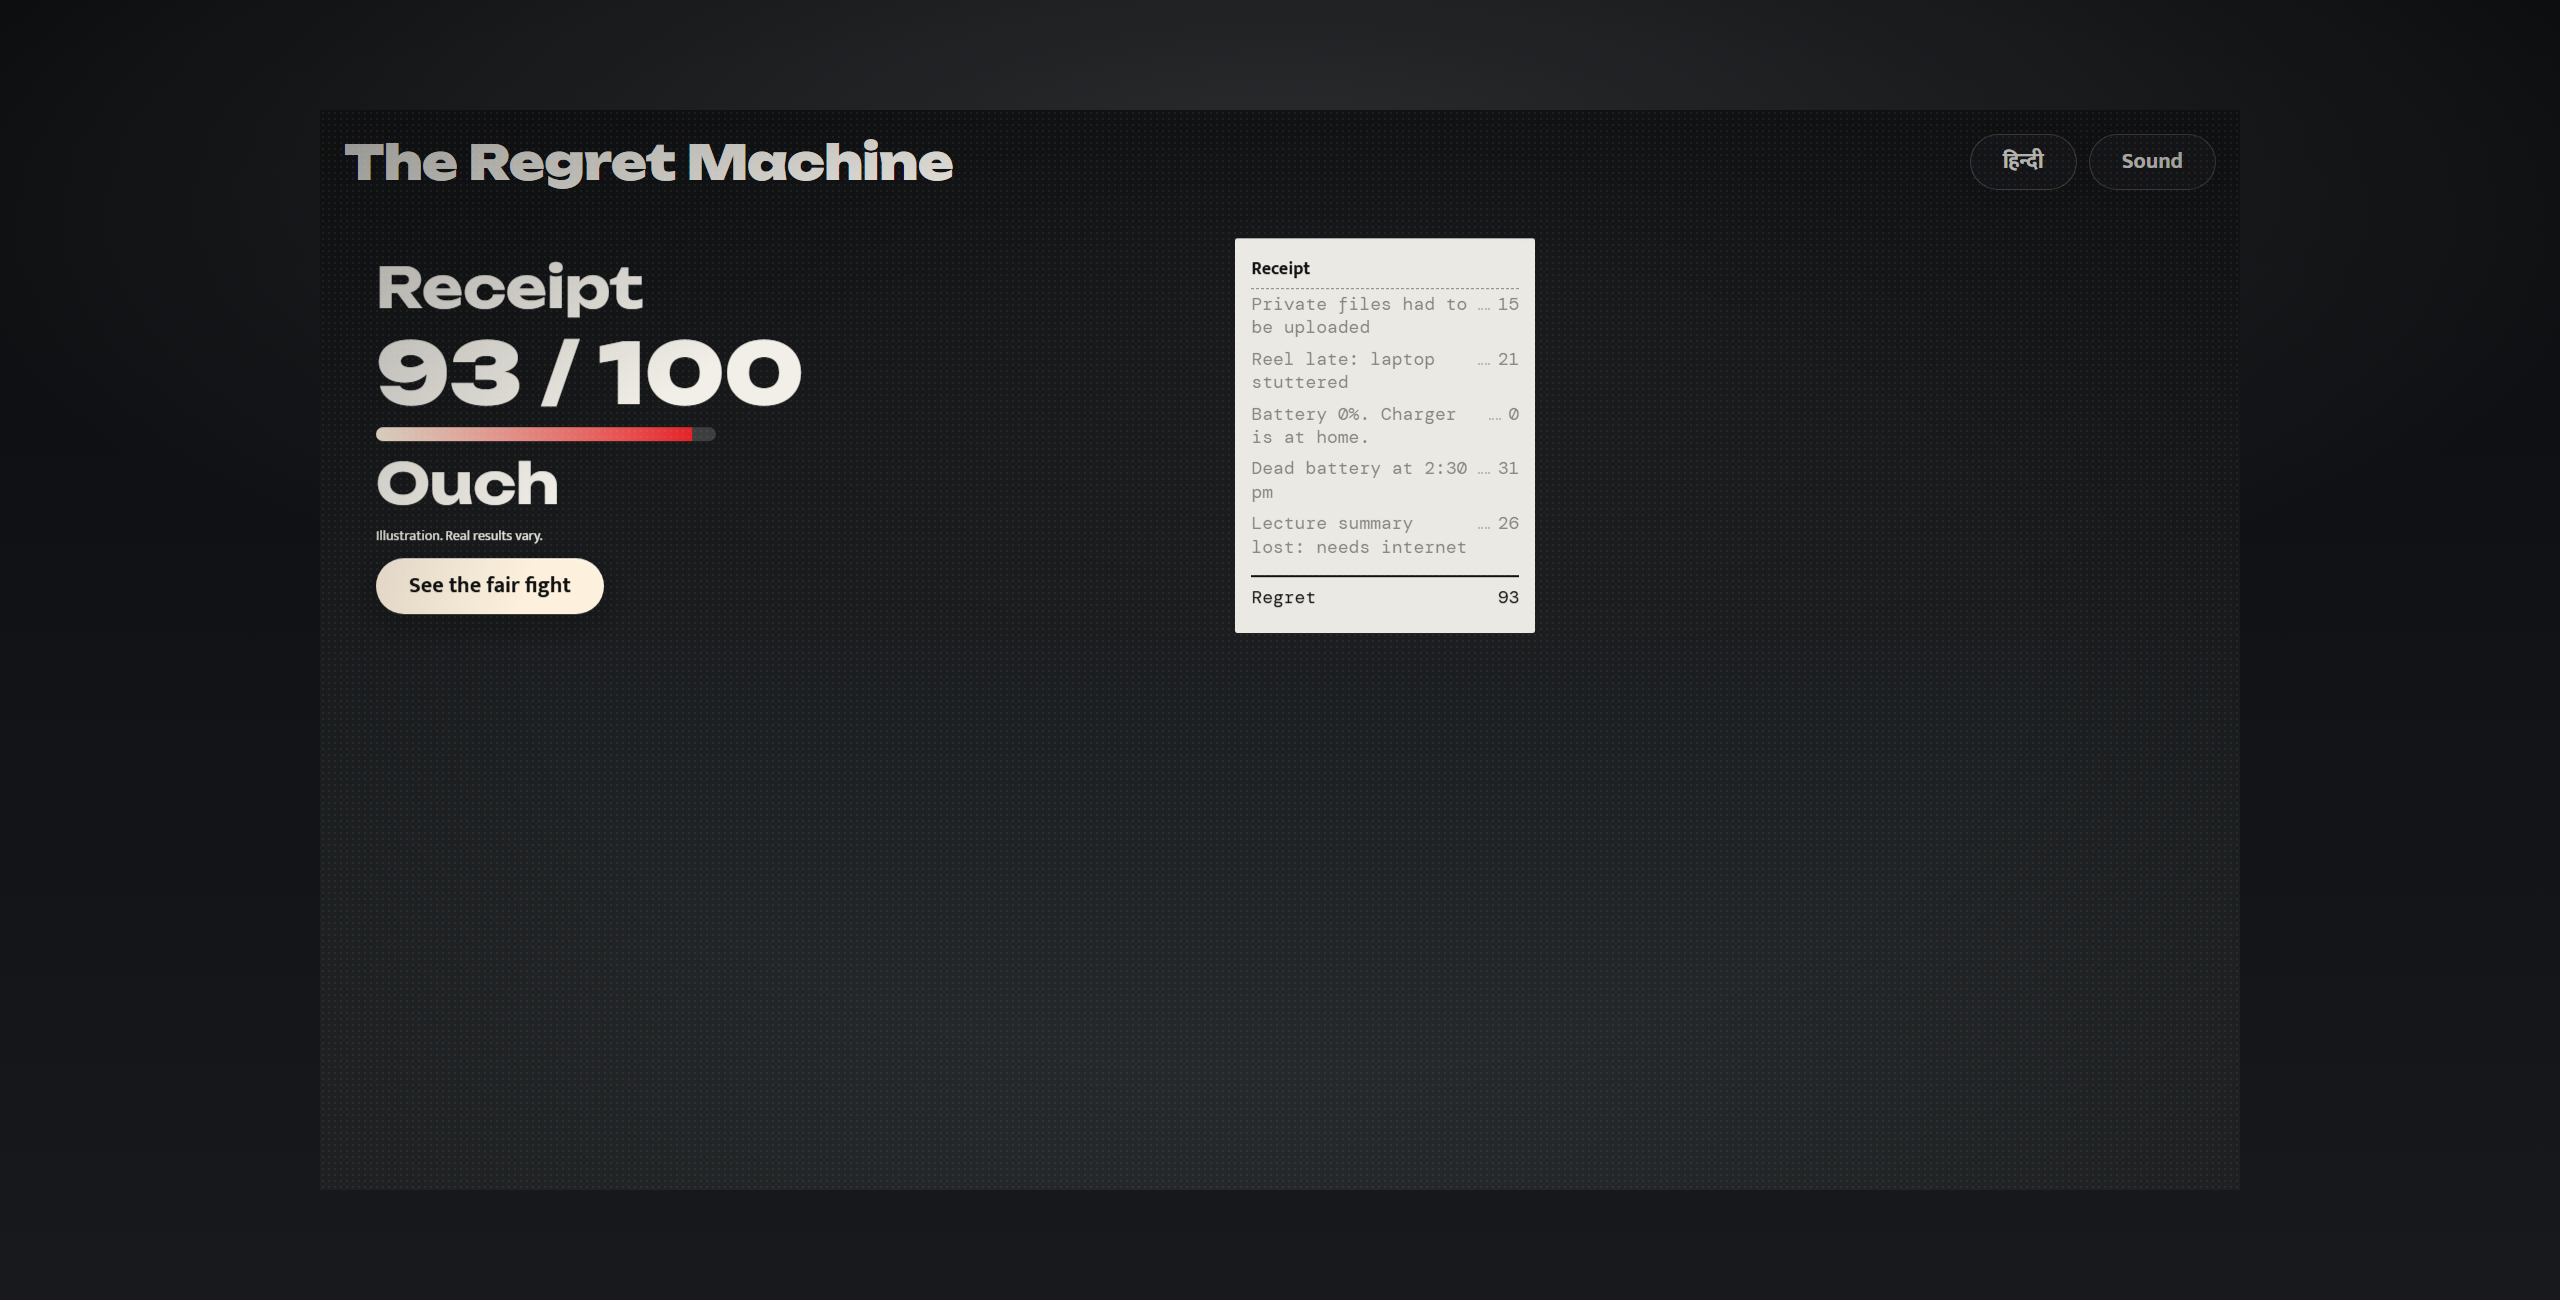 The Regret Machine
हिन्दी
Sound
Receipt
93 / 100
Ouch
Illustration. Real results vary.
See the fair fight
Receipt
Private files had to .... 15
be uploaded
Reel late: laptop .... 21
stuttered
Battery 0%. Charger .... 0
is at home.
Dead battery at 2:30 .... 31
pm
Lecture summary .... 26
lost: needs internet
Regret 93